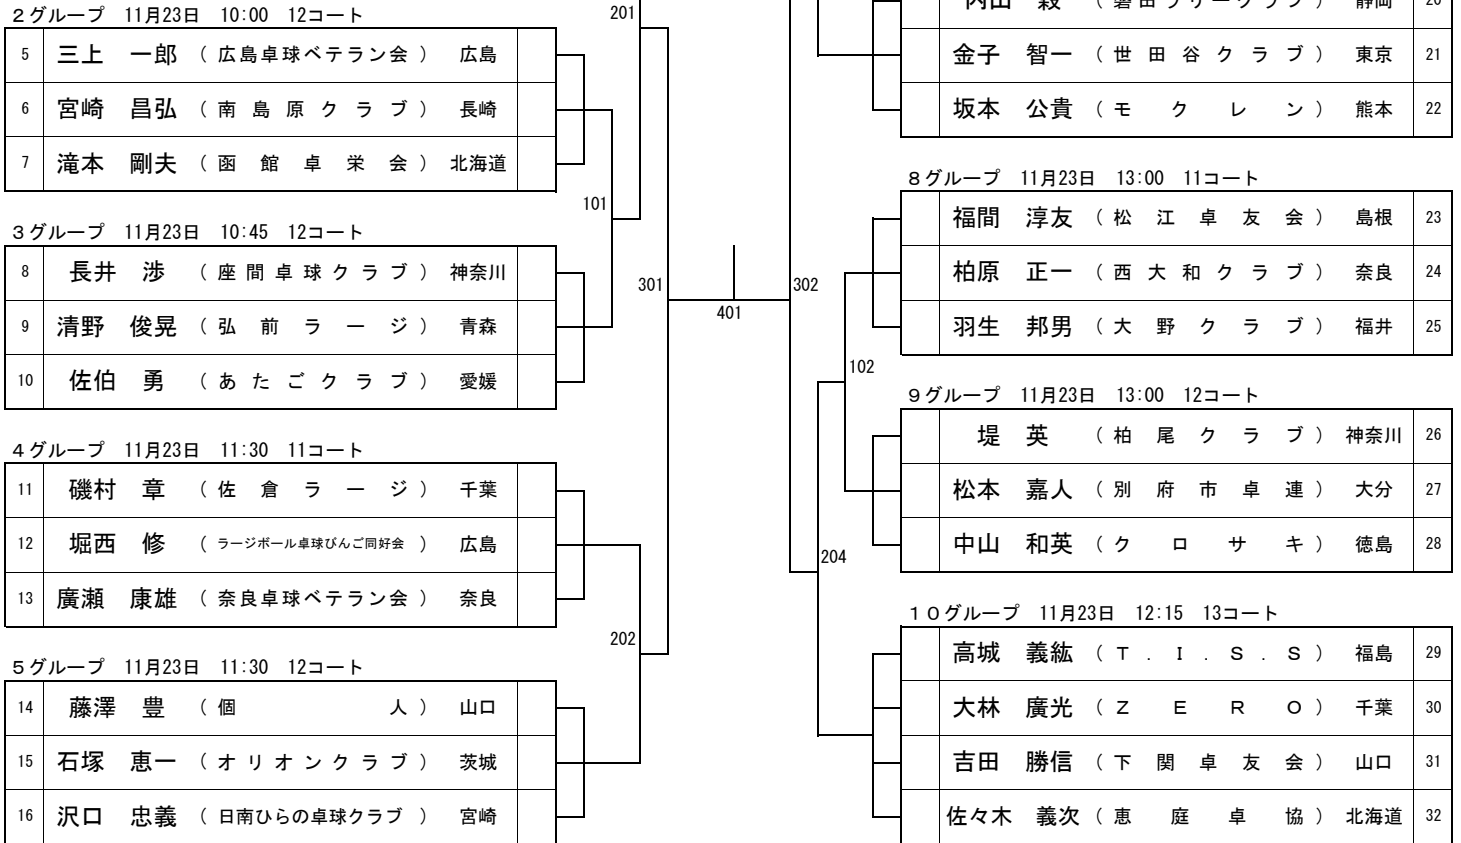 ２グループ　11月23日　10:00　12コート
5 三上　一郎 （ 広島卓球ベテラン会 ） 広島
6 宮崎　昌弘 （ 南島原クラブ ） 長崎
7 滝本　剛夫 （ 函館卓栄会 ） 北海道
３グループ　11月23日　10:45　12コート
8 長井　渉 （ 座間卓球クラブ ） 神奈川
9 清野　俊晃 （ 弘前ラージ ） 青森
10 佐伯　勇 （ あたごクラブ ） 愛媛
４グループ　11月23日　11:30　11コート
11 磯村　章 （ 佐倉ラージ ） 千葉
12 堀西　修 （ ラージボール卓球びんご同好会 ） 広島
13 廣瀬　康雄 （ 奈良卓球ベテラン会 ） 奈良
５グループ　11月23日　11:30　12コート
14 藤澤　豊 （ 個人 ） 山口
15 石塚　恵一 （ オリオンクラブ ） 茨城
16 沢口　忠義 （ 日南ひらの卓球クラブ ） 宮崎
201
101
301
202
401
302
102
204
金子　智一 （ 世田谷クラブ ） 東京 21
坂本　公貴 （ モクレン ） 熊本 22
８グループ　11月23日　13:00　11コート
福間　淳友 （ 松江卓友会 ） 島根 23
柏原　正一 （ 西大和クラブ ） 奈良 24
羽生　邦男 （ 大野クラブ ） 福井 25
９グループ　11月23日　13:00　12コート
堤　英 （ 柏尾クラブ ） 神奈川 26
松本　嘉人 （ 別府市卓連 ） 大分 27
中山　和英 （ クロサキ ） 徳島 28
１０グループ　11月23日　12:15　13コート
高城　義紘 （ Ｔ．Ｉ．Ｓ．Ｓ ） 福島 29
大林　廣光 （ ＺＥＲＯ ） 千葉 30
吉田　勝信 （ 下関卓友会 ） 山口 31
佐々木　義次 （ 恵庭卓協 ） 北海道 32